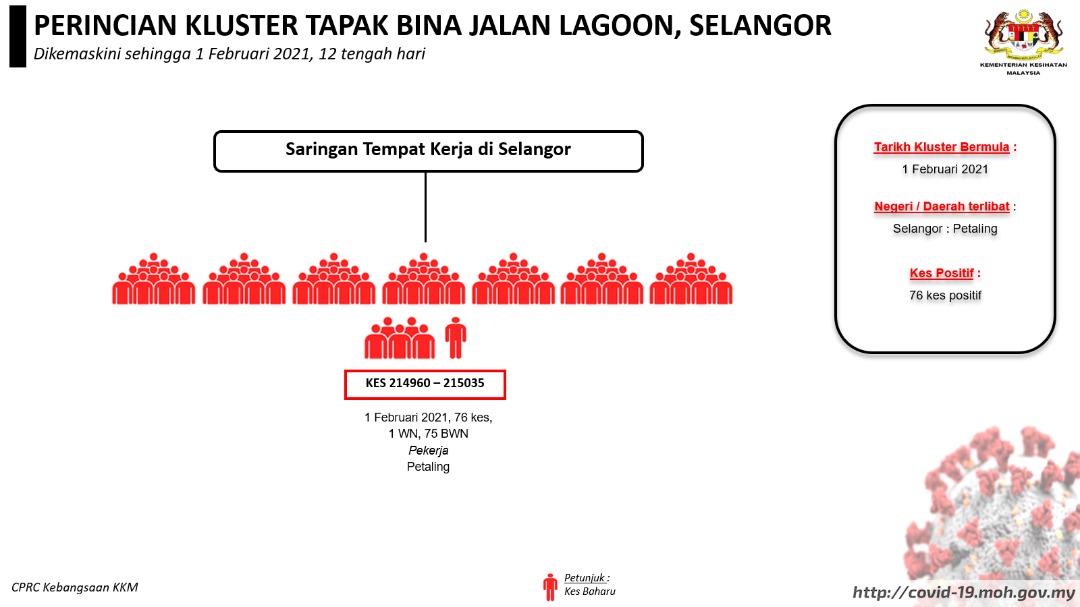 PERINCIAN KLUSTER TAPAK BINA JALAN LAGOON, SELANGOR
Dikemaskini sehingga 1 Februari 2021, 12 tengah hari
KEMENTERIAN KESIHATAN
MALAYSIA
Saringan Tempat Kerja di Selangor
Tarikh Kluster Bermula :
1 Februari 2021
Negeri / Daerah terlibat :
Selangor : Petaling
Kes Positif :
76 kes positif
KES 214960 – 215035
1 Februari 2021, 76 kes,
1 WN, 75 BWN
Pekerja
Petaling
CPRC Kebangsaan KKM
Petunjuk :
Kes Baharu
http://covid-19.moh.gov.my